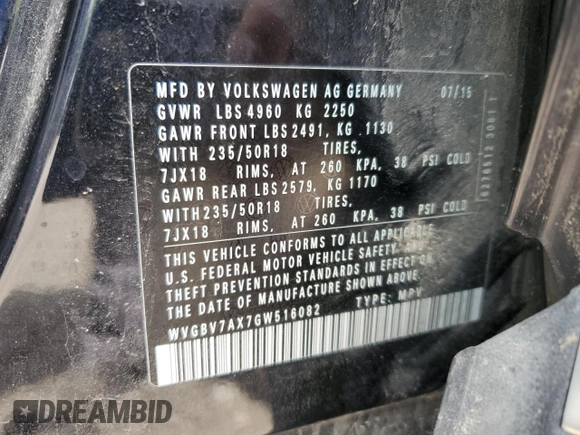 MFD BY VOLKSWAGEN AG GERMANY 07/15
GVWR LBS 4960 KG 2250
GAWR FRONT LBS 2491, KG 1130
WITH 235/50R18 TIRES,
7JX18 RIMS, AT 260 KPA, 38 PSI COLD
GAWR REAR LBS 2579, KG 1170
WITH 235/50R18 TIRES,
7JX18 RIMS, AT 260 KPA, 38 PSI COLD
THIS VEHICLE CONFORMS TO ALL APPLICABLE
U.S. FEDERAL MOTOR VEHICLE SAFETY AND
THEFT PREVENTION STANDARDS IN EFFECT ON
THE DATE OF MANUFACTURE SHOWN ABOVE.
WVGBV7AX7GW516082 TYPE: MPV
DREAMBID